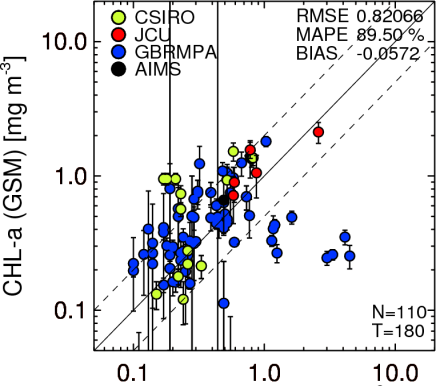 CSIRO
JCU
GBRMPA
AIMS
RMSE 0.82066
MAPE 89.50 %
BIAS -0.0572
10.0
1.0
0.1
CHL-a (GSM) [mg m-3]
N=110
T=180
0.1 1.0 10.0